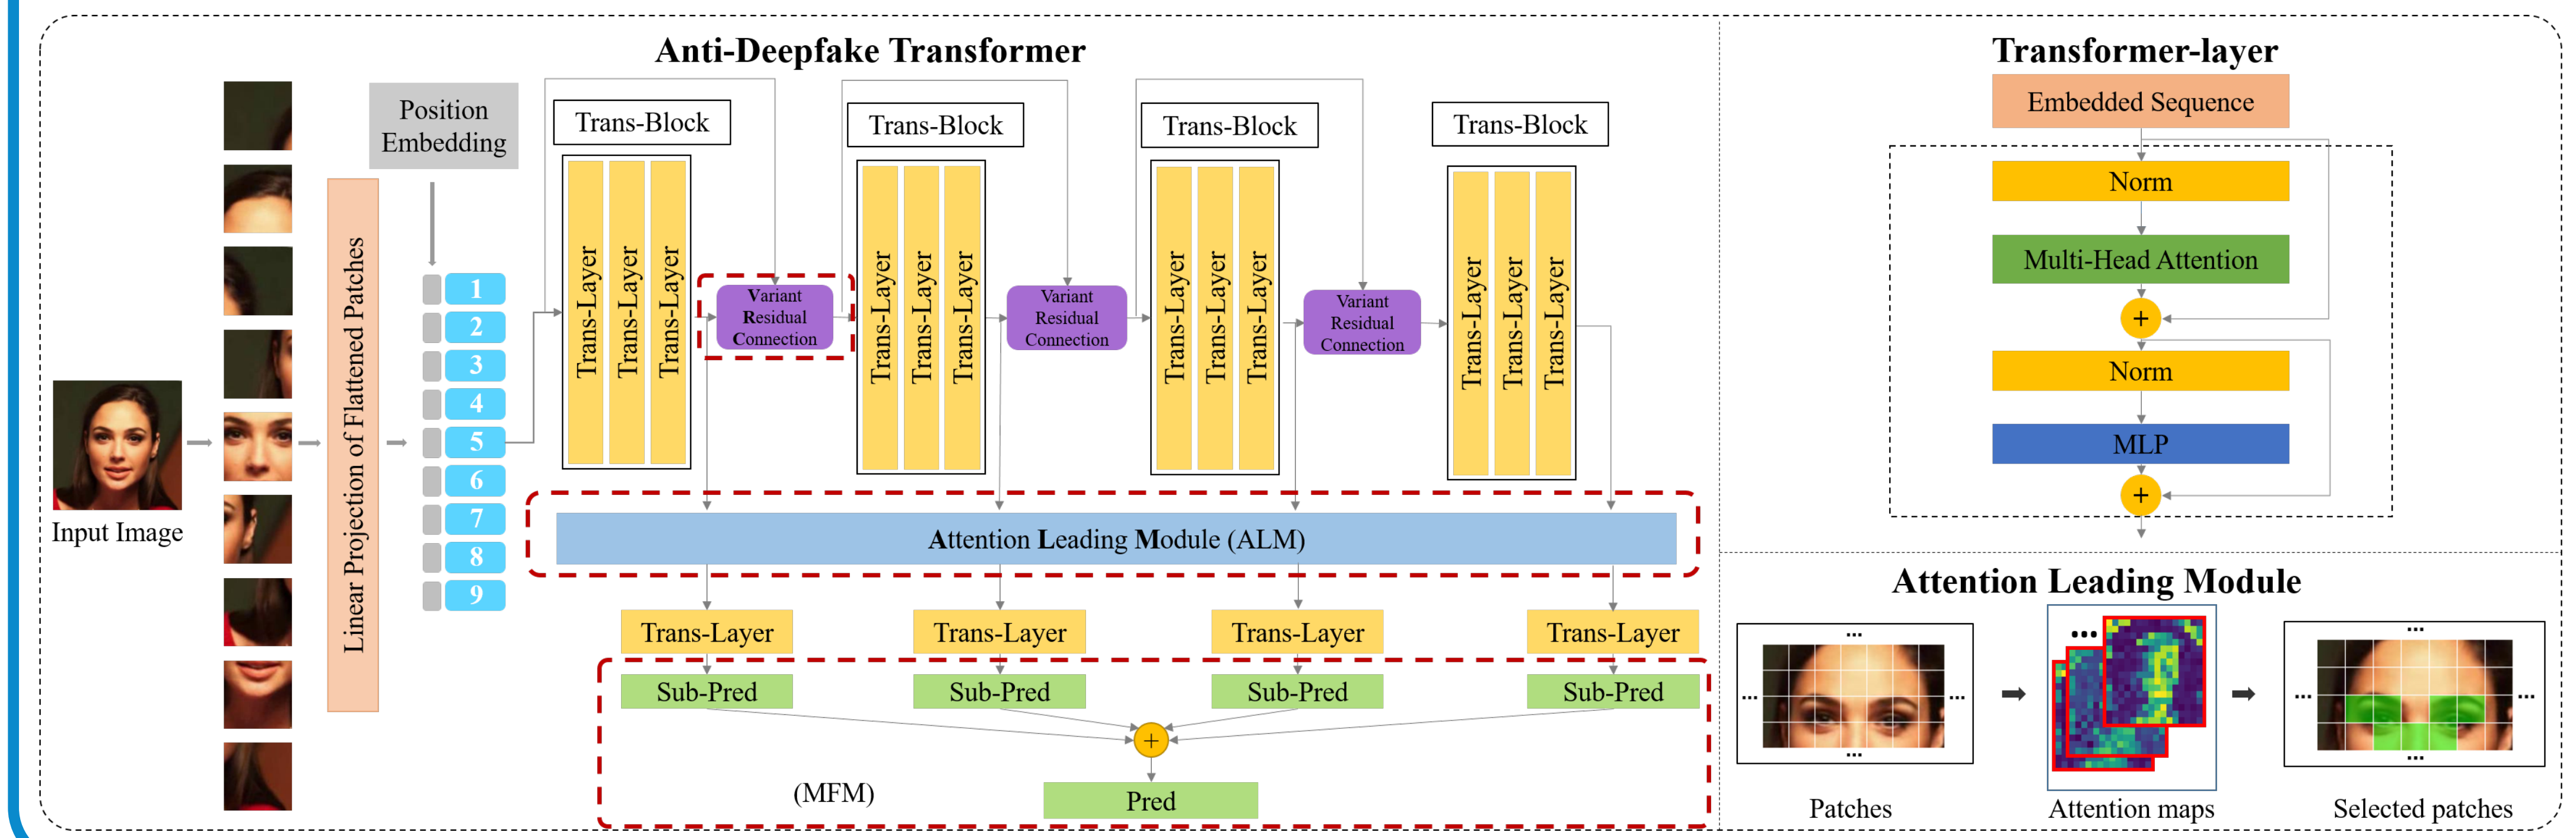 Anti-Deepfake Transformer
Position
Embedding
Linear Projection of Flattened Patches
Input Image
1
2
3
4
5
6
7
8
9
Trans-Block
Trans-Layer
Trans-Layer
Trans-Layer
Variant
Residual
Connection
Trans-Block
Trans-Layer
Trans-Layer
Trans-Layer
Variant
Residual
Connection
Trans-Block
Trans-Layer
Trans-Layer
Trans-Layer
Variant
Residual
Connection
Trans-Block
Trans-Layer
Trans-Layer
Trans-Layer
Attention Leading Module (ALM)
Trans-Layer
Trans-Layer
Trans-Layer
Trans-Layer
Sub-Pred
Sub-Pred
Sub-Pred
Sub-Pred
+
(MFM)
Pred
Transformer-layer
Embedded Sequence
Norm
Multi-Head Attention
+
Norm
MLP
+
Attention Leading Module
...
...
...
...
...
...
...
...
...
Patches
Attention maps
Selected patches